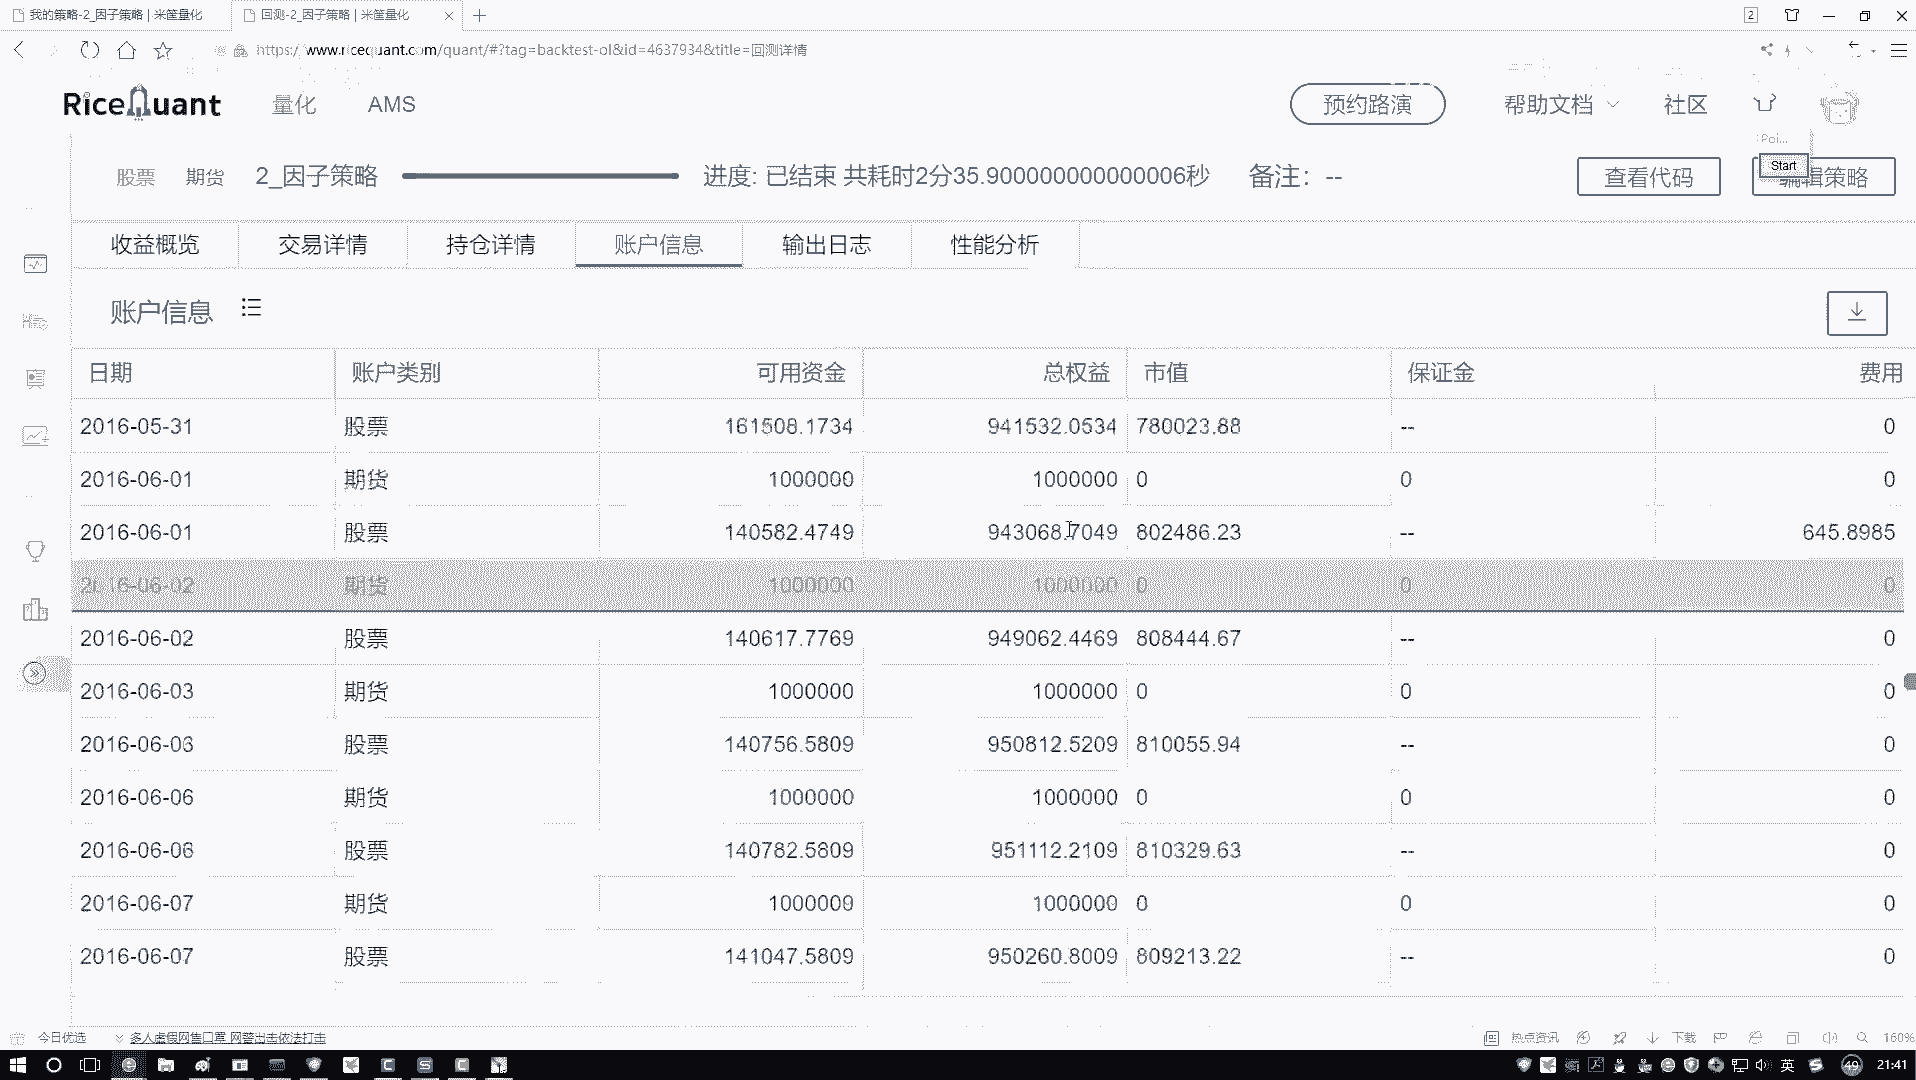 我的策略-2_因子策略 | 米筐量化
回测-2_因子策略 | 米筐量化
2
https://www.ricequant.com/quant/#?tag=backtest-ol&id=4637934&title=回测详情
RiceQuant 量化 AMS 预约路演 帮助文档 社区
Poi...
Start
股票 期货 2_因子策略 进度: 已结束 共耗时2分35.900000000000006秒 备注: -- 查看代码 编辑策略
收益概览 交易详情 持仓详情 账户信息 输出日志 性能分析
账户信息
日期 账户类别 可用资金 总权益 市值 保证金 费用
2016-05-31 股票 161508.1734 941532.0534 780023.88 -- 0
2016-06-01 期货 1000000 1000000 0 0 0
2016-06-01 股票 140582.4749 943068.7049 802486.23 -- 645.8985
2016-06-02 期货 1000000 1000000 0 0 0
2016-06-02 股票 140617.7769 949062.4469 808444.67 -- 0
2016-06-03 期货 1000000 1000000 0 0 0
2016-06-03 股票 140756.5809 950812.5209 810055.94 -- 0
2016-06-06 期货 1000000 1000000 0 0 0
2016-06-06 股票 140782.5809 951112.2109 810329.63 -- 0
2016-06-07 期货 1000000 1000000 0 0 0
2016-06-07 股票 141047.5809 950260.8009 809213.22 -- 0
今日优选 多人虚假网售口罩 网警出击依法打击 热点资讯 下载 160%
英 49 21:41